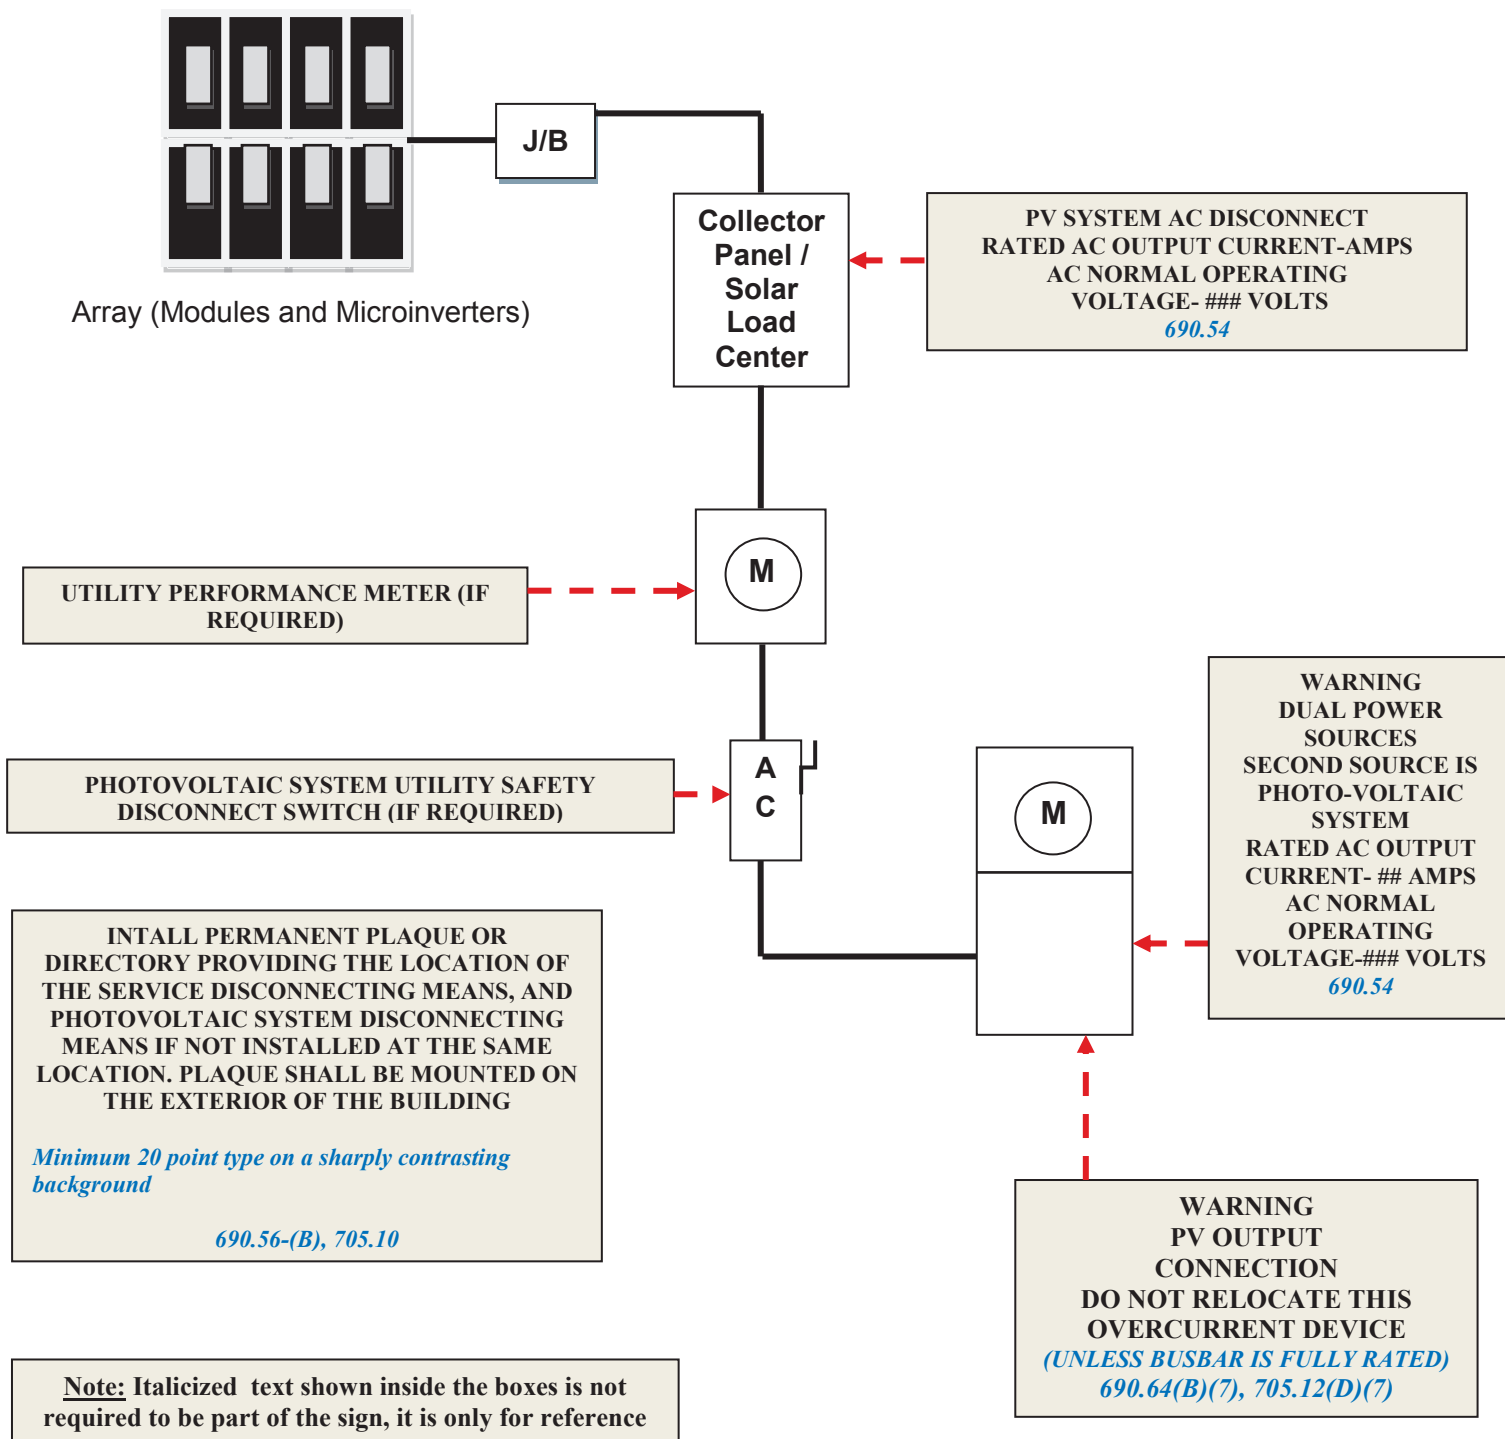 J/B
Array (Modules and Microinverters)
Collector
Panel /
Solar
Load
Center
PV SYSTEM AC DISCONNECT
RATED AC OUTPUT CURRENT-AMPS
AC NORMAL OPERATING
VOLTAGE- ### VOLTS
690.54
M
UTILITY PERFORMANCE METER (IF
REQUIRED)
PHOTOVOLTAIC SYSTEM UTILITY SAFETY
DISCONNECT SWITCH (IF REQUIRED)
A
C
M
WARNING
DUAL POWER
SOURCES
SECOND SOURCE IS
PHOTO-VOLTAIC
SYSTEM
RATED AC OUTPUT
CURRENT- ## AMPS
AC NORMAL
OPERATING
VOLTAGE-### VOLTS
690.54
INTALL PERMANENT PLAQUE OR
DIRECTORY PROVIDING THE LOCATION OF
THE SERVICE DISCONNECTING MEANS, AND
PHOTOVOLTAIC SYSTEM DISCONNECTING
MEANS IF NOT INSTALLED AT THE SAME
LOCATION. PLAQUE SHALL BE MOUNTED ON
THE EXTERIOR OF THE BUILDING
Minimum 20 point type on a sharply contrasting
background
690.56-(B), 705.10
WARNING
PV OUTPUT
CONNECTION
DO NOT RELOCATE THIS
OVERCURRENT DEVICE
(UNLESS BUSBAR IS FULLY RATED)
690.64(B)(7), 705.12(D)(7)
Note: Italicized text shown inside the boxes is not
required to be part of the sign, it is only for reference